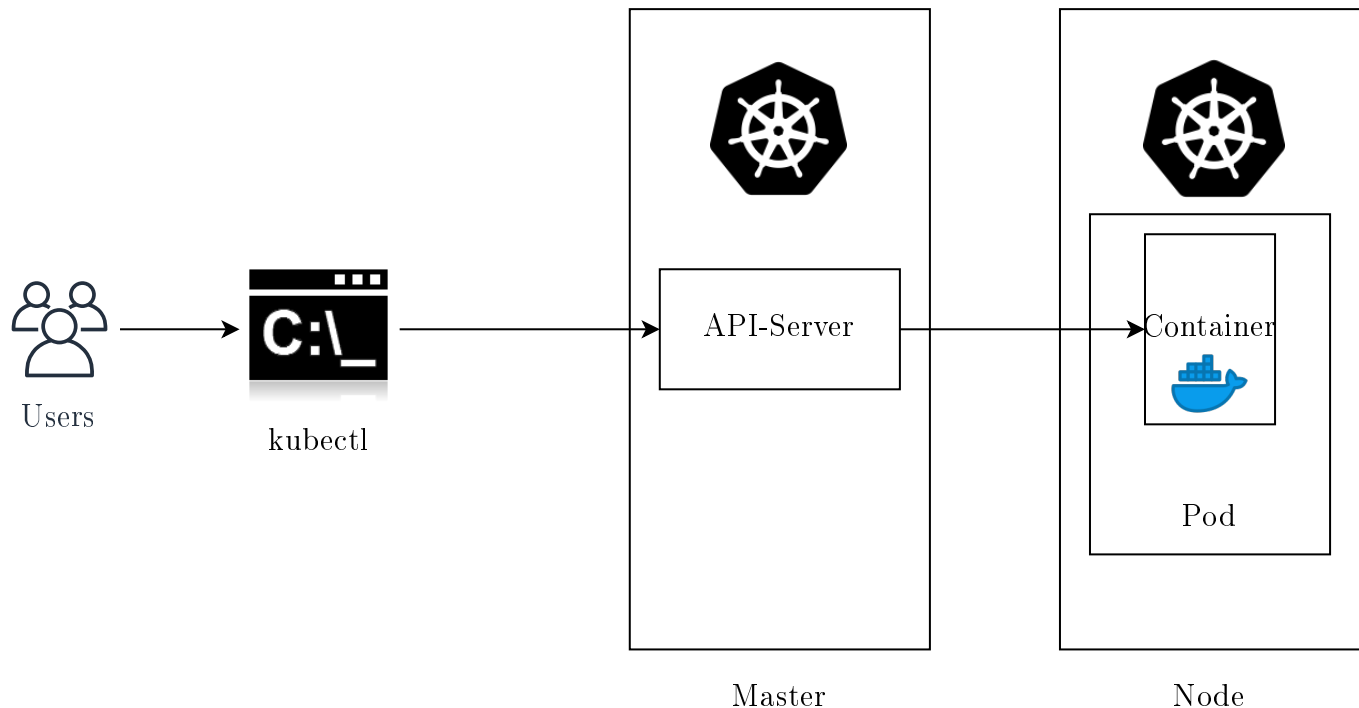 Users
C:\_
kubectl
API-Server
Master
Container
Pod
Node